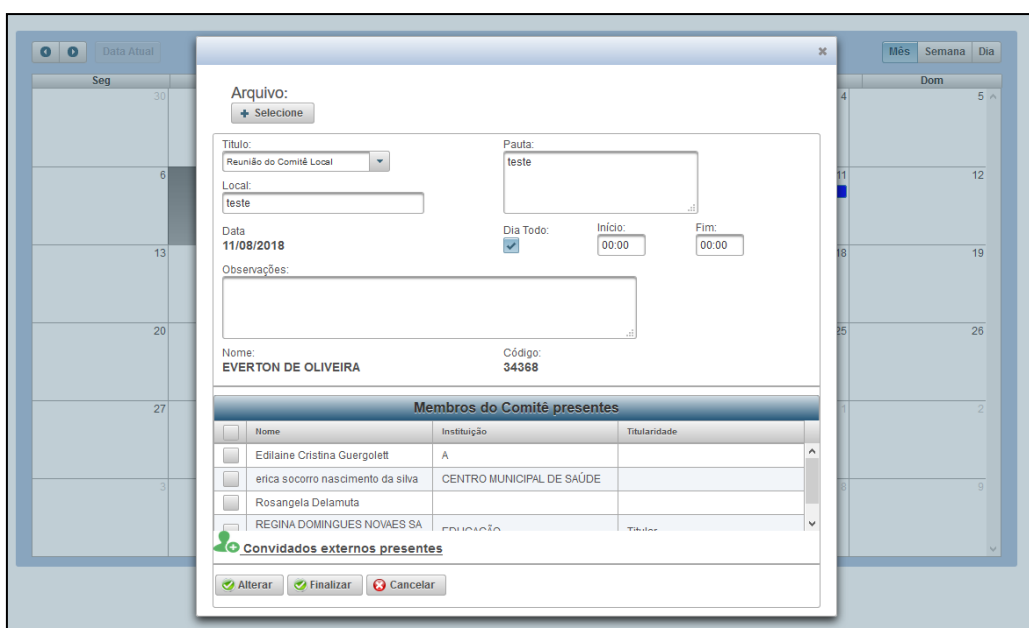 Data Atual
Mês Semana Dia
Seg
Dom
30
4
5
Arquivo:
Selecione
Titulo:
Pauta:
Reunião do Comitê Local
teste
Local:
teste
6
11
12
Data
Dia Todo:
Início:
Fim:
11/08/2018
00:00
00:00
13
18
19
Observações:
20
25
26
Nome:
Código:
EVERTON DE OLIVEIRA
34368
27
1
2
Membros do Comitê presentes
Nome Instituição Titularidade
Edilaine Cristina Guergolett A
erica socorro nascimento da silva CENTRO MUNICIPAL DE SAÚDE
3
8
9
Rosangela Delamuta
REGINA DOMINGUES NOVAES SA EDUCAÇÃO Titular
Convidados externos presentes
Alterar Finalizar Cancelar